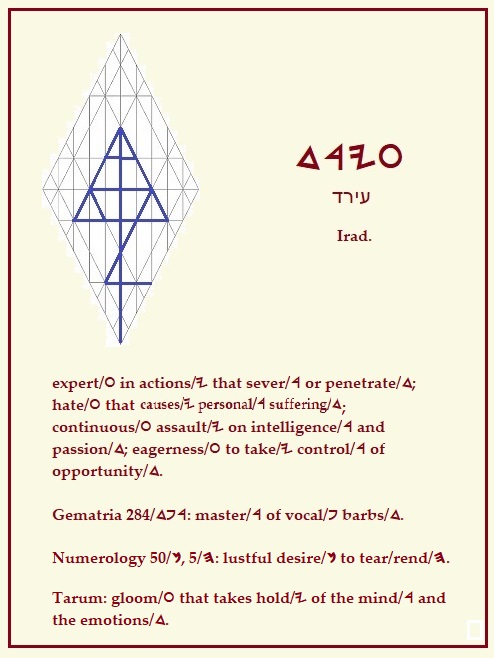 𐤏𐤉𐤓𐤃
עירד
Irad.
expert/𐤏 in actions/𐤉 that sever/𐤓 or penetrate/𐤃;
hate/𐤏 that causes/𐤉 personal/𐤓 suffering/𐤃;
continuous/𐤏 assault/𐤉 on intelligence/𐤓 and
passion/𐤃; eagerness/𐤏 to take/𐤉 control/𐤓 of
opportunity/𐤃.
Gematria 284/𐤓𐤐𐤃: master/𐤓 of vocal/𐤐 barbs/𐤃.
Numerology 50/𐤍, 5/𐤄: lustful desire/𐤍 to tear/rend/𐤄.
Tarum: gloom/𐤏 that takes hold/𐤉 of the mind/𐤓 and
the emotions/𐤃.